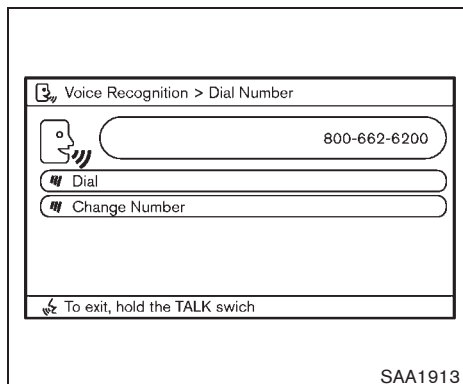 Voice Recognition > Dial Number
800-662-6200
Dial
Change Number
To exit, hold the TALK swich
SAA1913